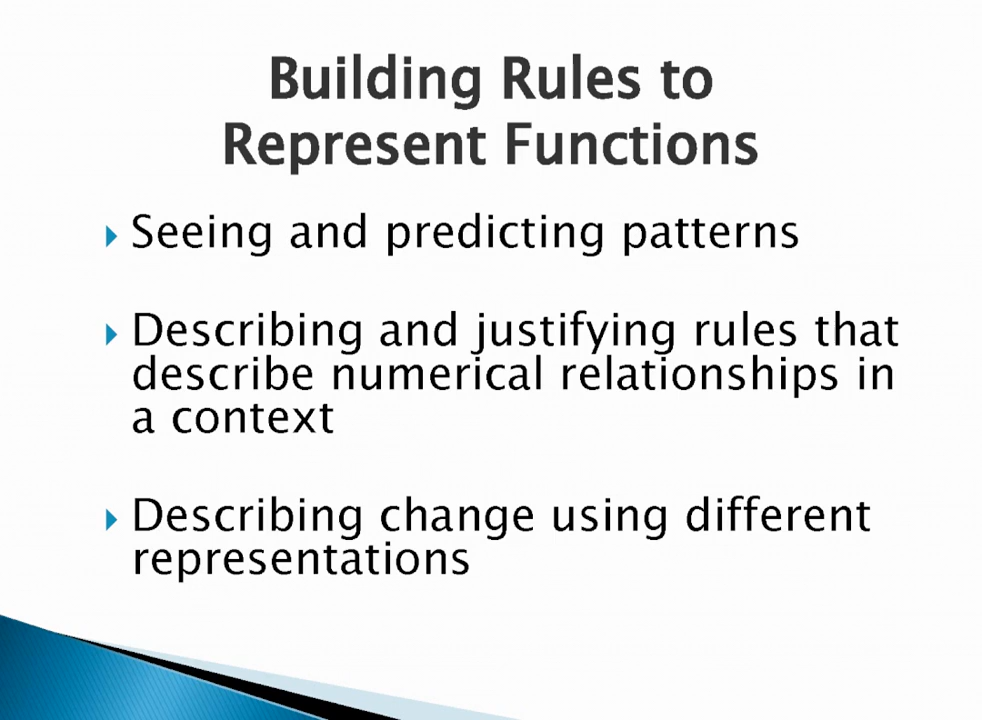 Building Rules to
Represent Functions
Seeing and predicting patterns
Describing and justifying rules that
describe numerical relationships in
a context
Describing change using different
representations